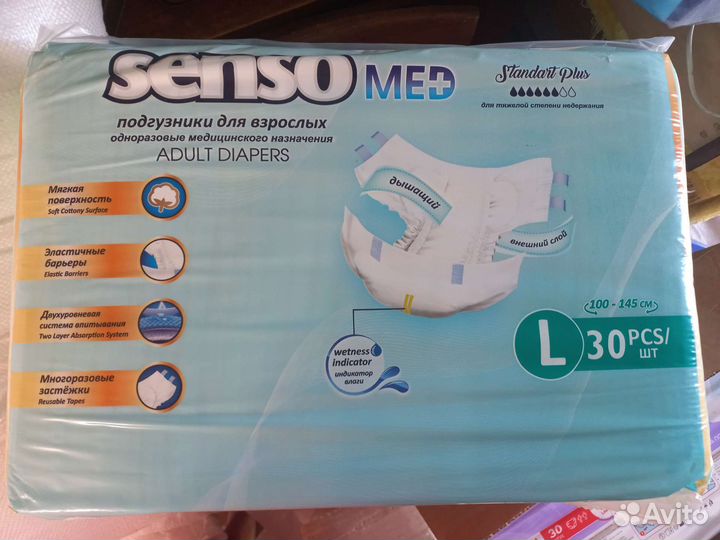 senso MED
Standart Plus
для тяжелой степени недержания
подгузники для взрослых
одноразовые медицинского назначения
ADULT DIAPERS
Мягкая
поверхность
Soft Cottony Surface
Эластичные
барьеры
Elastic Barriers
Двухуровневая
система впитывания
Two Layer Absorption System
Многоразовые
застёжки
Reusable Tapes
дышащий
внешний слой
wetness
indicator
индикатор
влаги
100 - 145 см
L 30 PCS/
ШТ
30
Avito